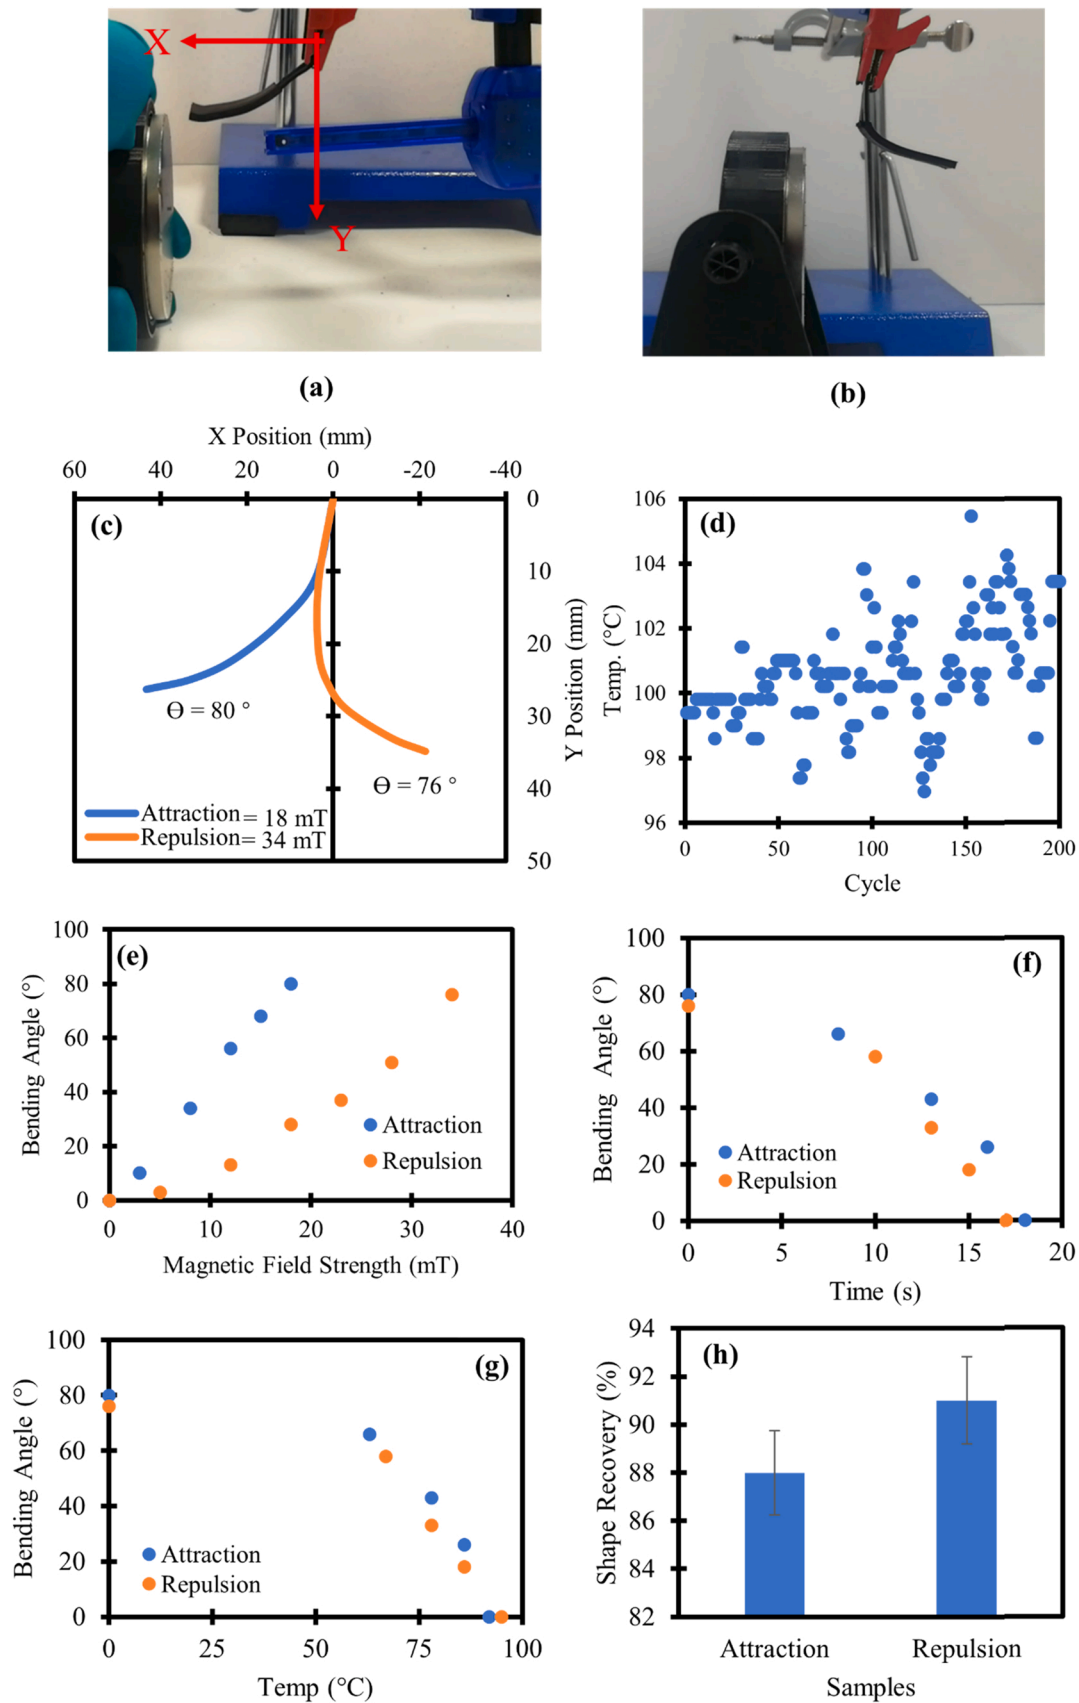 X
Y
(a)
(b)
X Position (mm)
60 40 20 0 -20 -40
(c)
0
10
20
30
40
50
Y Position (mm)
Ө = 80 °
Ө = 76 °
Attraction = 18 mT
Repulsion = 34 mT
(d)
106
104
102
100
98
96
Temp. (°C)
0 50 100 150 200
Cycle
(e)
100
80
60
40
20
0
Bending Angle (°)
Attraction
Repulsion
0 10 20 30 40
Magnetic Field Strength (mT)
(f)
100
80
60
40
20
0
Bending Angle (°)
Attraction
Repulsion
0 5 10 15 20
Time (s)
(g)
100
80
60
40
20
0
Bending Angle (°)
Attraction
Repulsion
0 25 50 75 100
Temp (°C)
(h)
94
92
90
88
86
84
82
Shape Recovery (%)
Attraction Repulsion
Samples